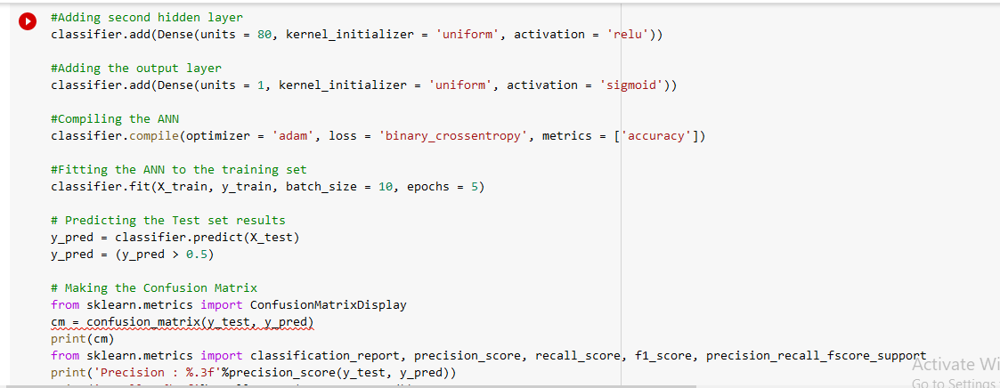 #Adding second hidden layer
classifier.add(Dense(units = 80, kernel_initializer = 'uniform', activation = 'relu'))
#Adding the output layer
classifier.add(Dense(units = 1, kernel_initializer = 'uniform', activation = 'sigmoid'))
#Compiling the ANN
classifier.compile(optimizer = 'adam', loss = 'binary_crossentropy', metrics = ['accuracy'])
#Fitting the ANN to the training set
classifier.fit(X_train, y_train, batch_size = 10, epochs = 5)
# Predicting the Test set results
y_pred = classifier.predict(X_test)
y_pred = (y_pred > 0.5)
# Making the Confusion Matrix
from sklearn.metrics import ConfusionMatrixDisplay
cm = confusion_matrix(y_test, y_pred)
print(cm)
from sklearn.metrics import classification_report, precision_score, recall_score, f1_score, precision_recall_fscore_support
print('Precision : %.3f'%precision_score(y_test, y_pred))
Activate Wi
Go to Settings